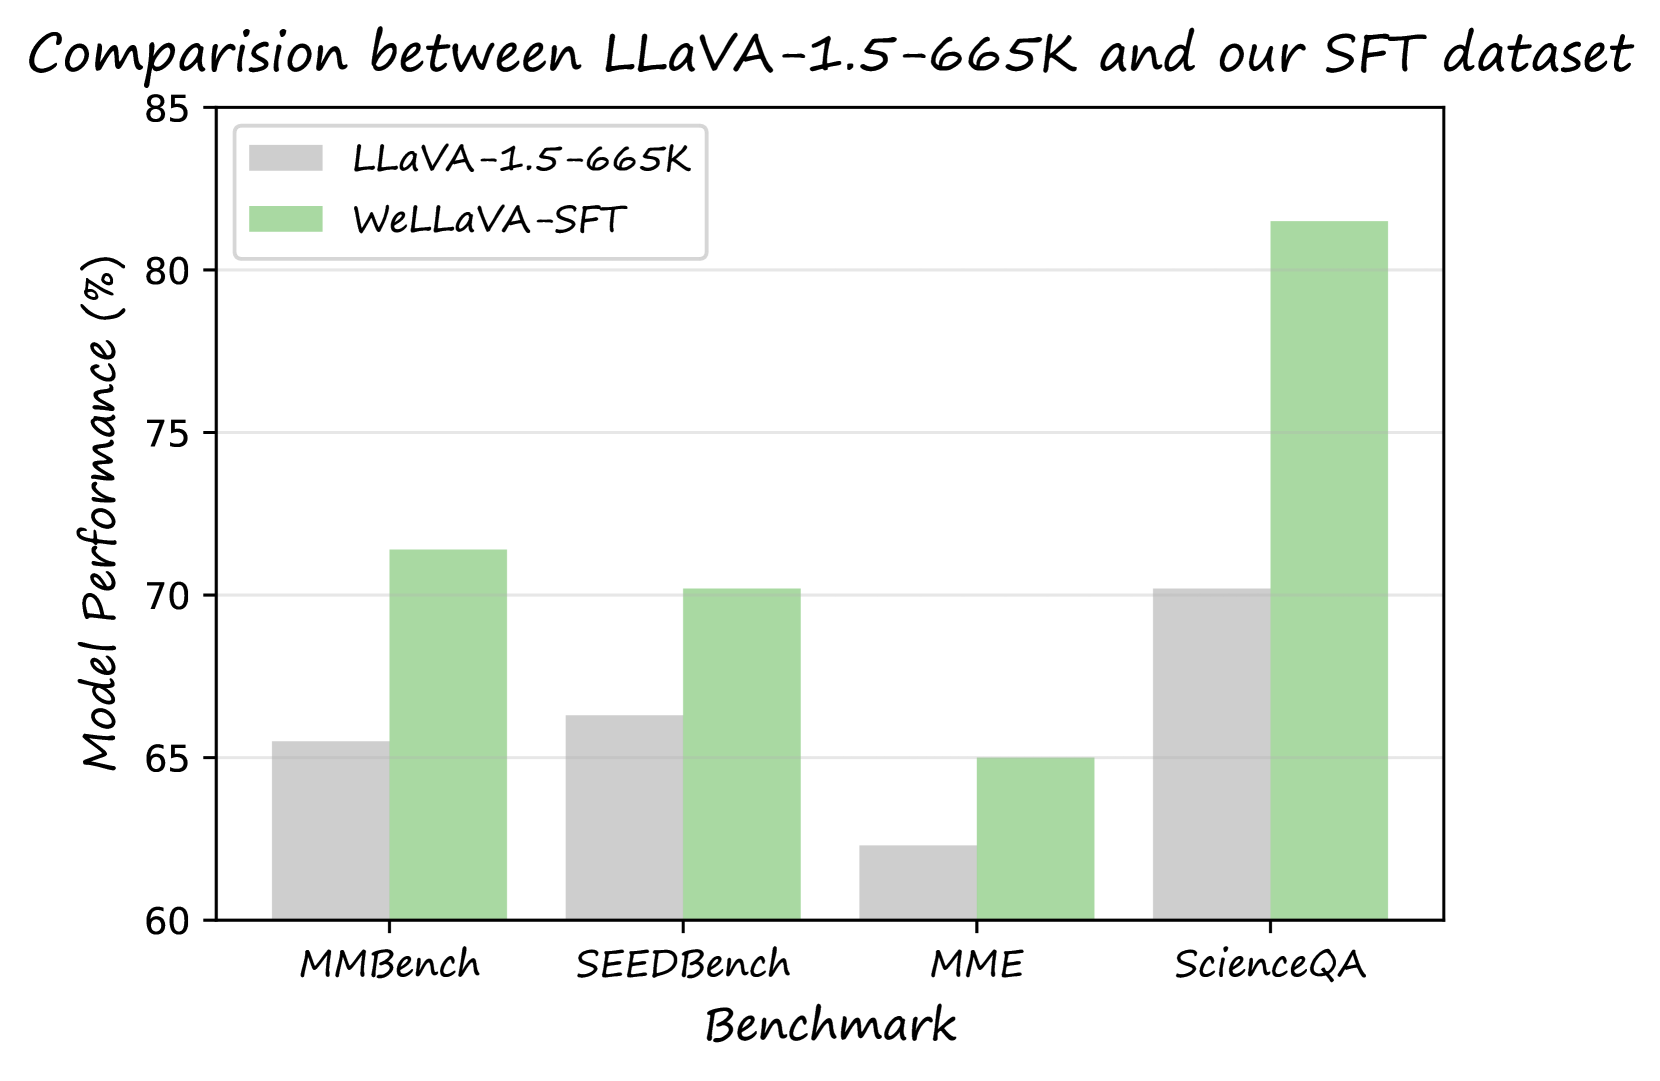 Comparision between LLaVA-1.5-665K and our SFT dataset
85
LLaVA-1.5-665K
WeLLaVA-SFT
80
75
70
65
60
Model Performance (%)
MMBench SEEDBench MME ScienceQA
Benchmark